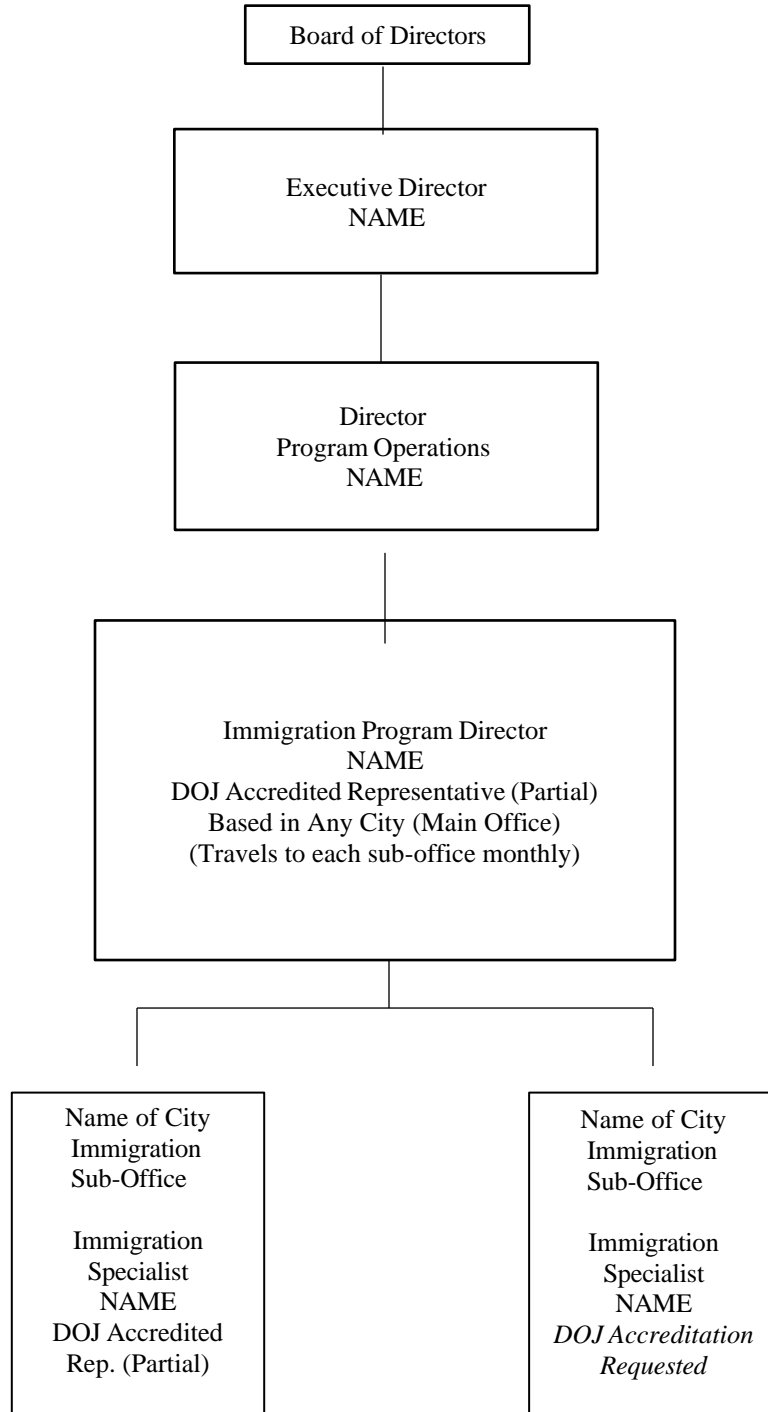 Board of Directors
Executive Director
NAME
Director
Program Operations
NAME
Immigration Program Director
NAME
DOJ Accredited Representative (Partial)
Based in Any City (Main Office)
(Travels to each sub-office monthly)
Name of City
Immigration
Sub-Office
Immigration
Specialist
NAME
DOJ Accredited
Rep. (Partial)
Name of City
Immigration
Sub-Office
Immigration
Specialist
NAME
DOJ Accreditation
Requested